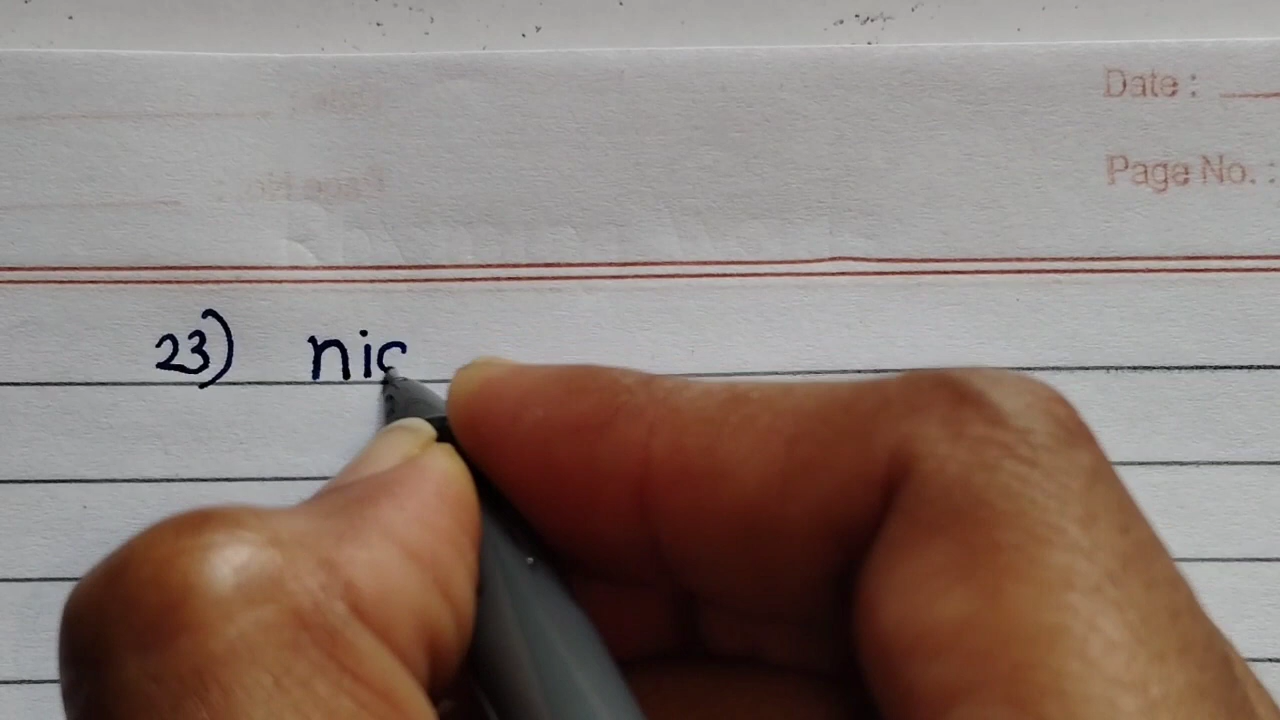 Date :
Page No. :
23) nic